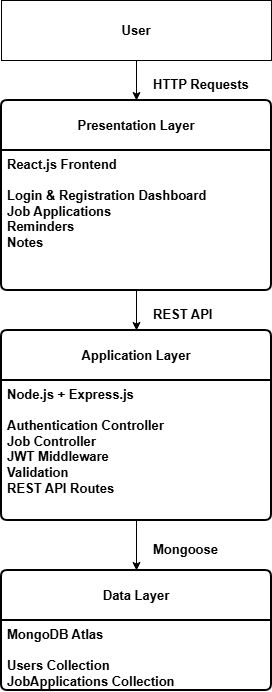 User
HTTP Requests
Presentation Layer
React.js Frontend
Login & Registration Dashboard
Job Applications
Reminders
Notes
REST API
Application Layer
Node.js + Express.js
Authentication Controller
Job Controller
JWT Middleware
Validation
REST API Routes
Mongoose
Data Layer
MongoDB Atlas
Users Collection
JobApplications Collection